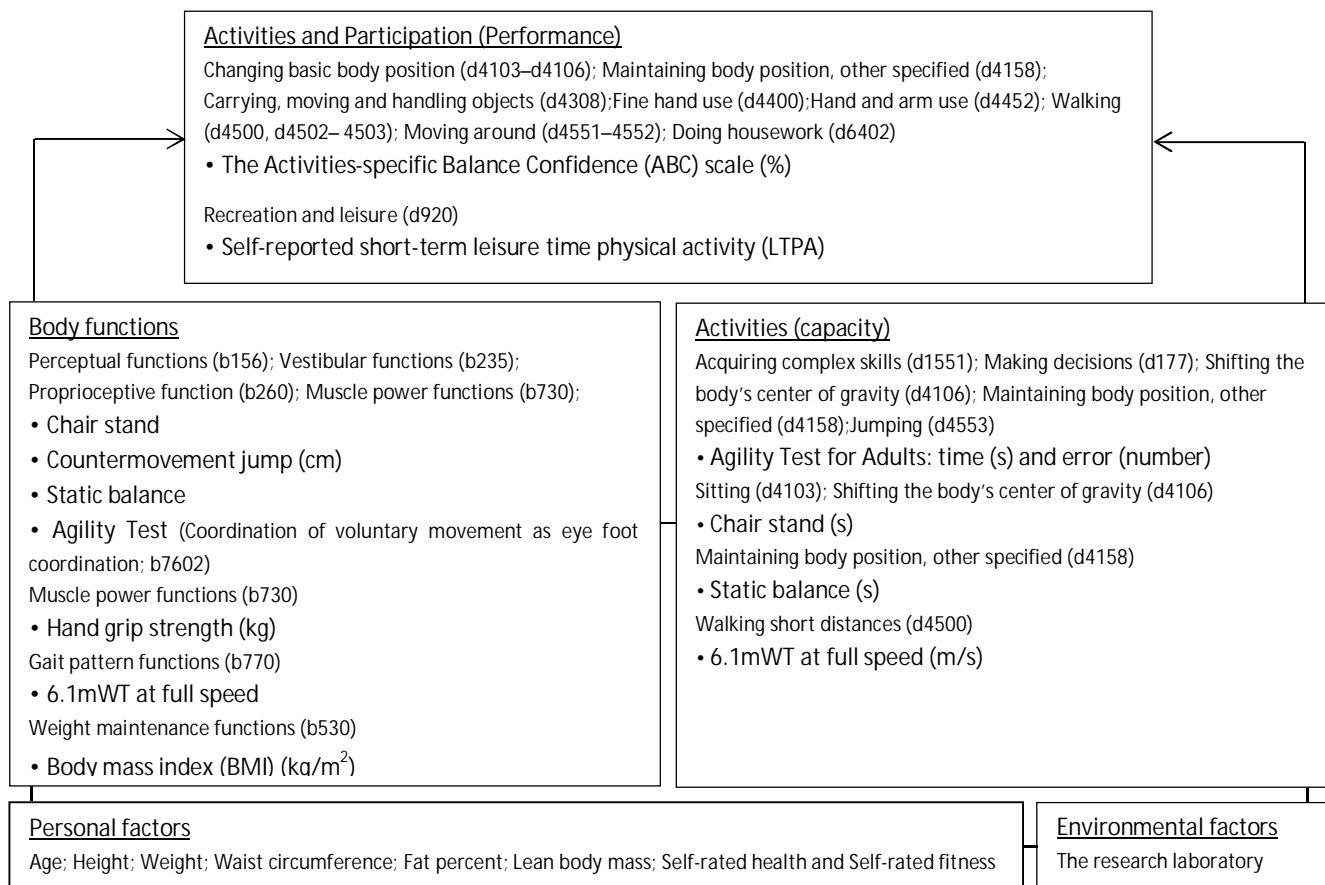 Activities and Participation (Performance)
Changing basic body position (d4103–d4106); Maintaining body position, other specified (d4158);
Carrying, moving and handling objects (d4308);Fine hand use (d4400);Hand and arm use (d4452); Walking
(d4500, d4502– 4503); Moving around (d4551–4552); Doing housework (d6402)
• The Activities-specific Balance Confidence (ABC) scale (%)
Recreation and leisure (d920)
• Self-reported short-term leisure time physical activity (LTPA)
Body functions
Perceptual functions (b156); Vestibular functions (b235);
Proprioceptive function (b260); Muscle power functions (b730);
• Chair stand
• Countermovement jump (cm)
• Static balance
• Agility Test (Coordination of voluntary movement as eye foot
coordination; b7602)
Muscle power functions (b730)
• Hand grip strength (kg)
Gait pattern functions (b770)
• 6.1mWT at full speed
Weight maintenance functions (b530)
• Body mass index (BMI) (kg/m²)
Activities (capacity)
Acquiring complex skills (d1551); Making decisions (d177); Shifting the
body's center of gravity (d4106); Maintaining body position, other
specified (d4158);Jumping (d4553)
• Agility Test for Adults: time (s) and error (number)
Sitting (d4103); Shifting the body's center of gravity (d4106)
• Chair stand (s)
Maintaining body position, other specified (d4158)
• Static balance (s)
Walking short distances (d4500)
• 6.1mWT at full speed (m/s)
Personal factors
Age; Height; Weight; Waist circumference; Fat percent; Lean body mass; Self-rated health and Self-rated fitness
Environmental factors
The research laboratory